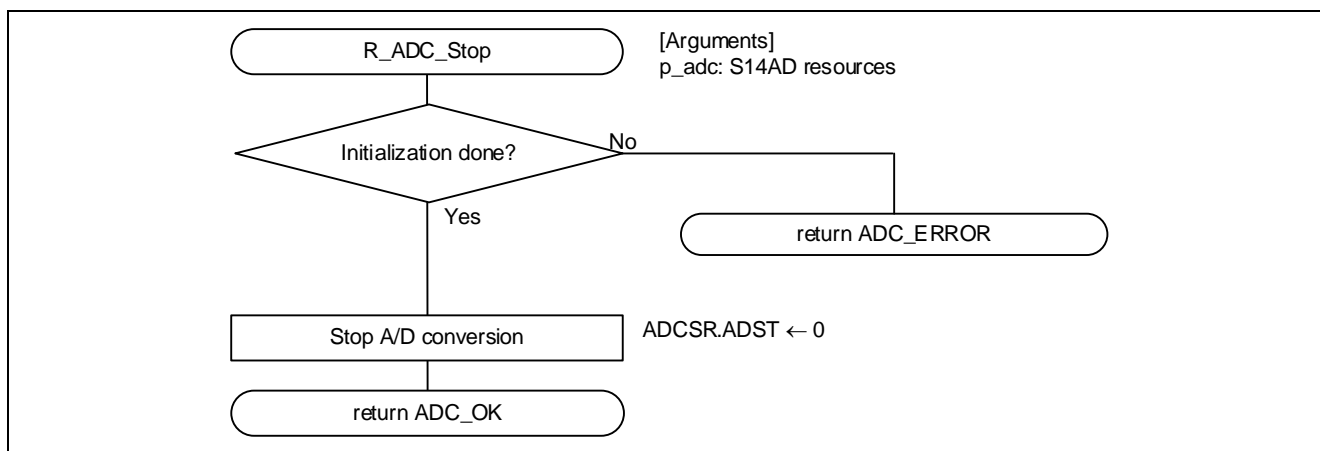 R_ADC_Stop
[Arguments]
p_adc: S14AD resources
Initialization done?
No
Yes
return ADC_ERROR
Stop A/D conversion
ADCSR.ADST ← 0
return ADC_OK